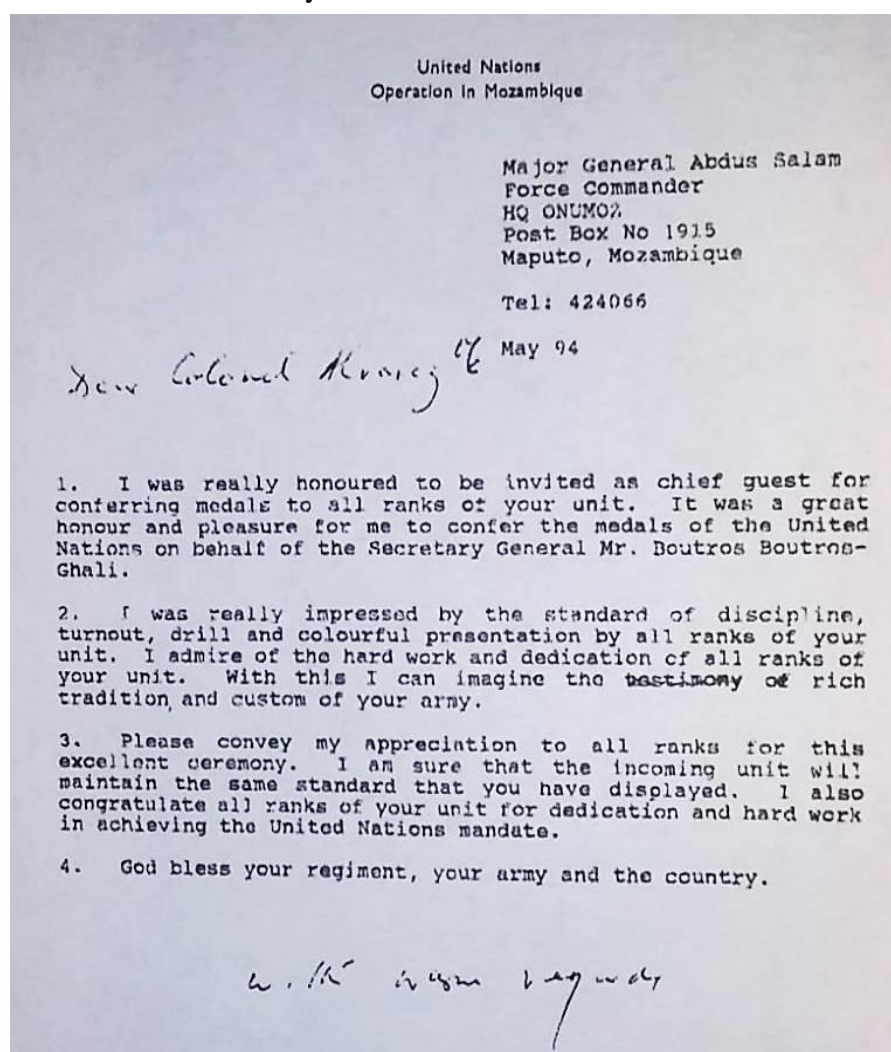 United Nations
Operation in Mozambique
Major General Abdus Salam
Force Commander
HQ ONUMOZ
Post Box No 1915
Maputo, Mozambique
Tel: 424066
May 94
Dear Colonel
1. I was really honoured to be invited as chief guest for
conferring medals to all ranks of your unit. It was a great
honour and pleasure for me to confer the medals of the United
Nations on behalf of the Secretary General Mr. Boutros Boutros-
Ghali.
2. I was really impressed by the standard of discipline,
turnout, drill and colourful presentation by all ranks of your
unit. I admire of the hard work and dedication of all ranks of
your unit. With this I can imagine the testimony of rich
tradition and custom of your army.
3. Please convey my appreciation to all ranks for this
excellent ceremony. I am sure that the incoming unit will
maintain the same standard that you have displayed. I also
congratulate all ranks of your unit for dedication and hard work
in achieving the United Nations mandate.
4. God bless your regiment, your army and the country.
with warm regards